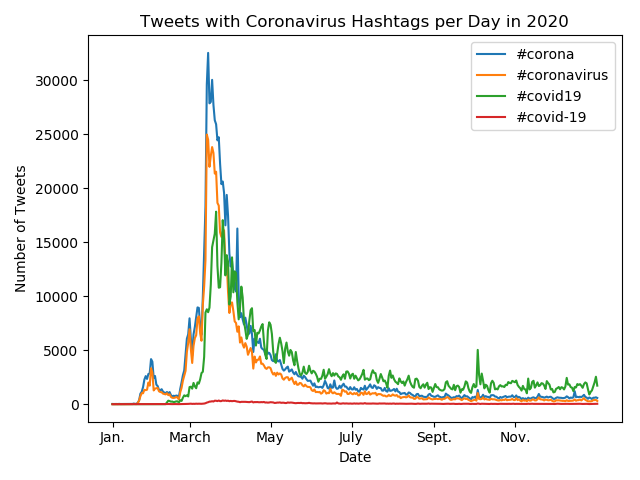 Tweets with Coronavirus Hashtags per Day in 2020
#corona
#coronavirus
#covid19
#covid-19
Number of Tweets
30000
25000
20000
15000
10000
5000
0
Jan. March May July Sept. Nov.
Date